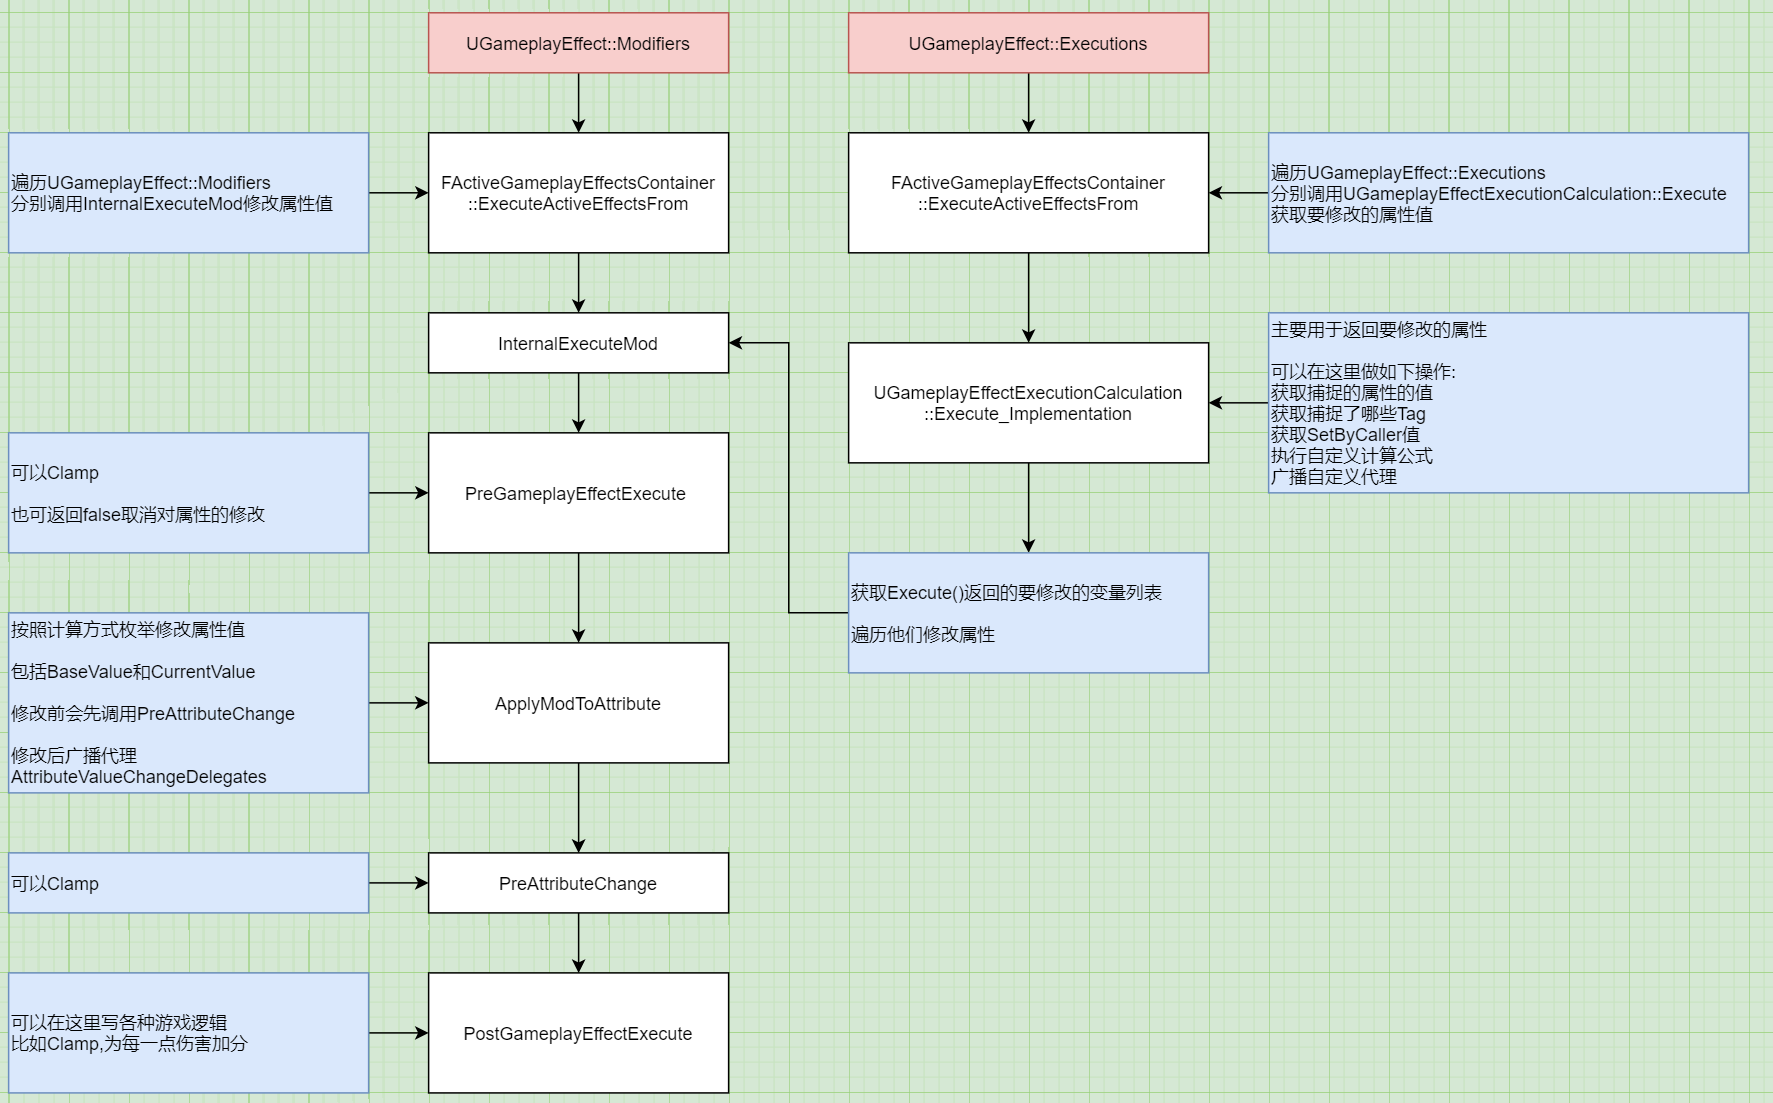 UGameplayEffect::Modifiers
UGameplayEffect::Executions
遍历UGameplayEffect::Modifiers
分别调用InternalExecuteMod修改属性值
FActiveGameplayEffectsContainer
::ExecuteActiveEffectsFrom
FActiveGameplayEffectsContainer
::ExecuteActiveEffectsFrom
遍历UGameplayEffect::Executions
分别调用UGameplayEffectExecutionCalculation::Execute
获取要修改的属性值
InternalExecuteMod
UGameplayEffectExecutionCalculation
::Execute_Implementation
主要用于返回要修改的属性
可以在这里做如下操作:
获取捕捉的属性的值
获取捕捉了哪些Tag
获取SetByCaller值
执行自定义计算公式
广播自定义代理
可以Clamp
也可返回false取消对属性的修改
PreGameplayEffectExecute
获取Execute()返回的要修改的变量列表
遍历他们修改属性
按照计算方式枚举修改属性值
包括BaseValue和CurrentValue
修改前会先调用PreAttributeChange
修改后广播代理
AttributeValueChangeDelegates
ApplyModToAttribute
可以Clamp
PreAttributeChange
可以在这里写各种游戏逻辑
比如Clamp,为每一点伤害加分
PostGameplayEffectExecute